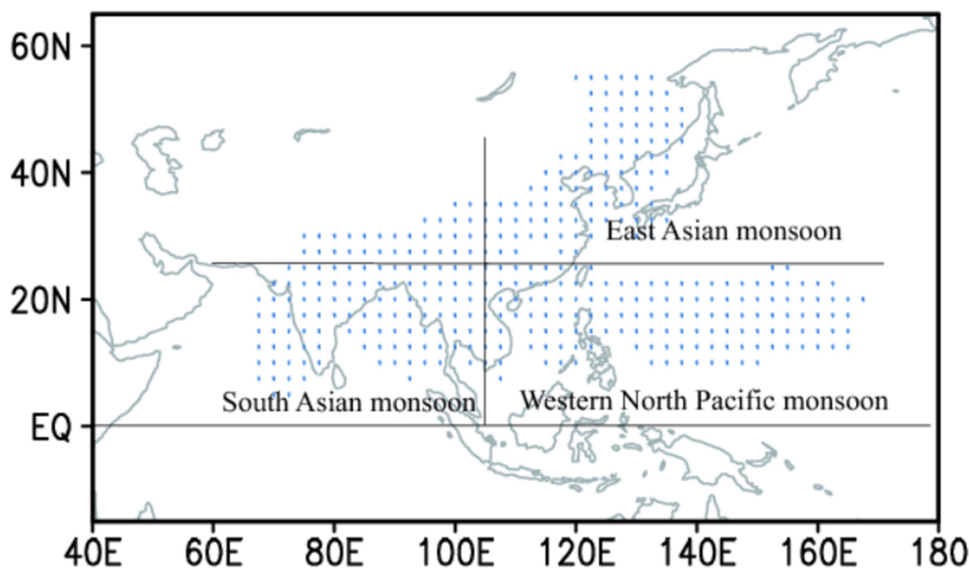 60N
40N
East Asian monsoon
20N
South Asian monsoon
Western North Pacific monsoon
EQ
40E 60E 80E 100E 120E 140E 160E 180